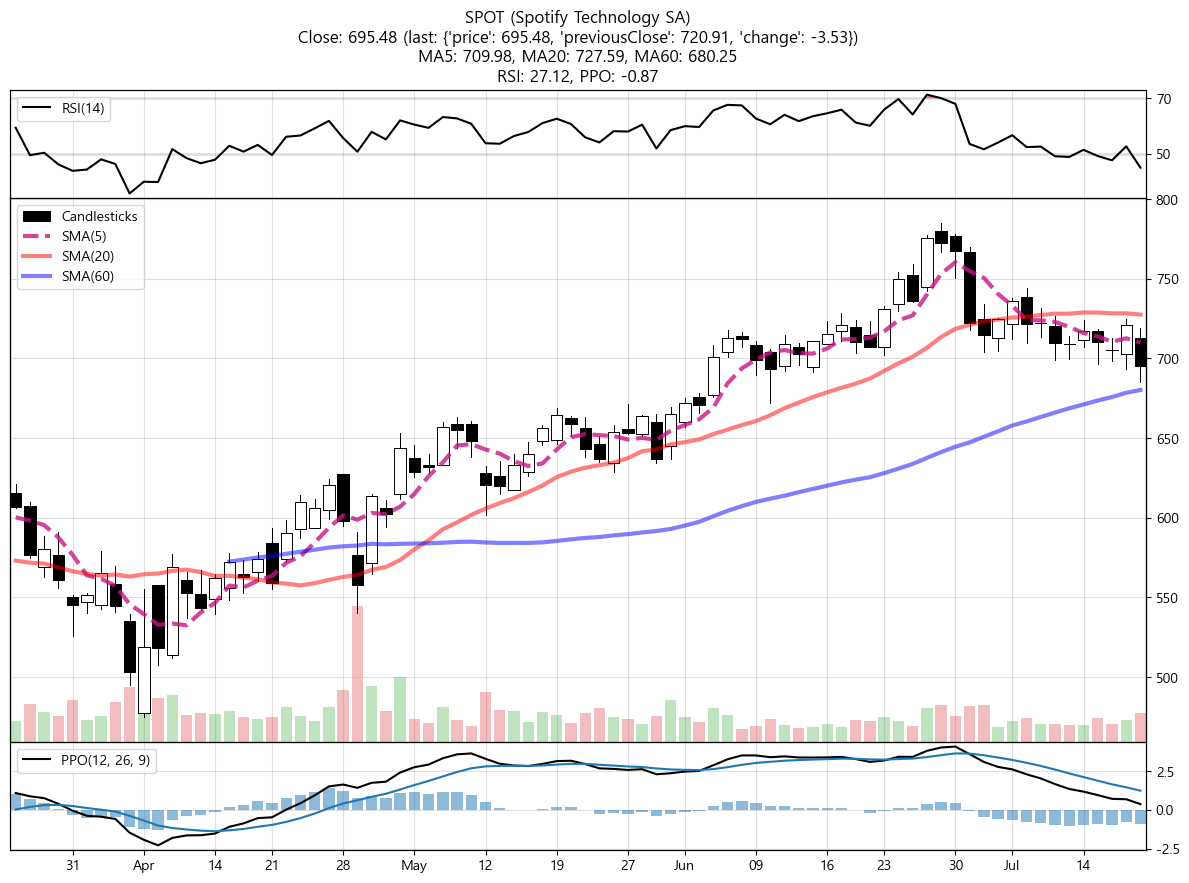 SPOT (Spotify Technology SA)
Close: 695.48 (last: {'price': 695.48, 'previousClose': 720.91, 'change': -3.53})
MA5: 709.98, MA20: 727.59, MA60: 680.25
RSI: 27.12, PPO: -0.87
RSI(14)
70
50
800
Candlesticks
SMA(5)
SMA(20)
SMA(60)
750
700
650
600
550
500
PPO(12, 26, 9)
2.5
0.0
-2.5
31 Apr 14 21 28 May 12 19 27 Jun 09 16 23 30 Jul 14